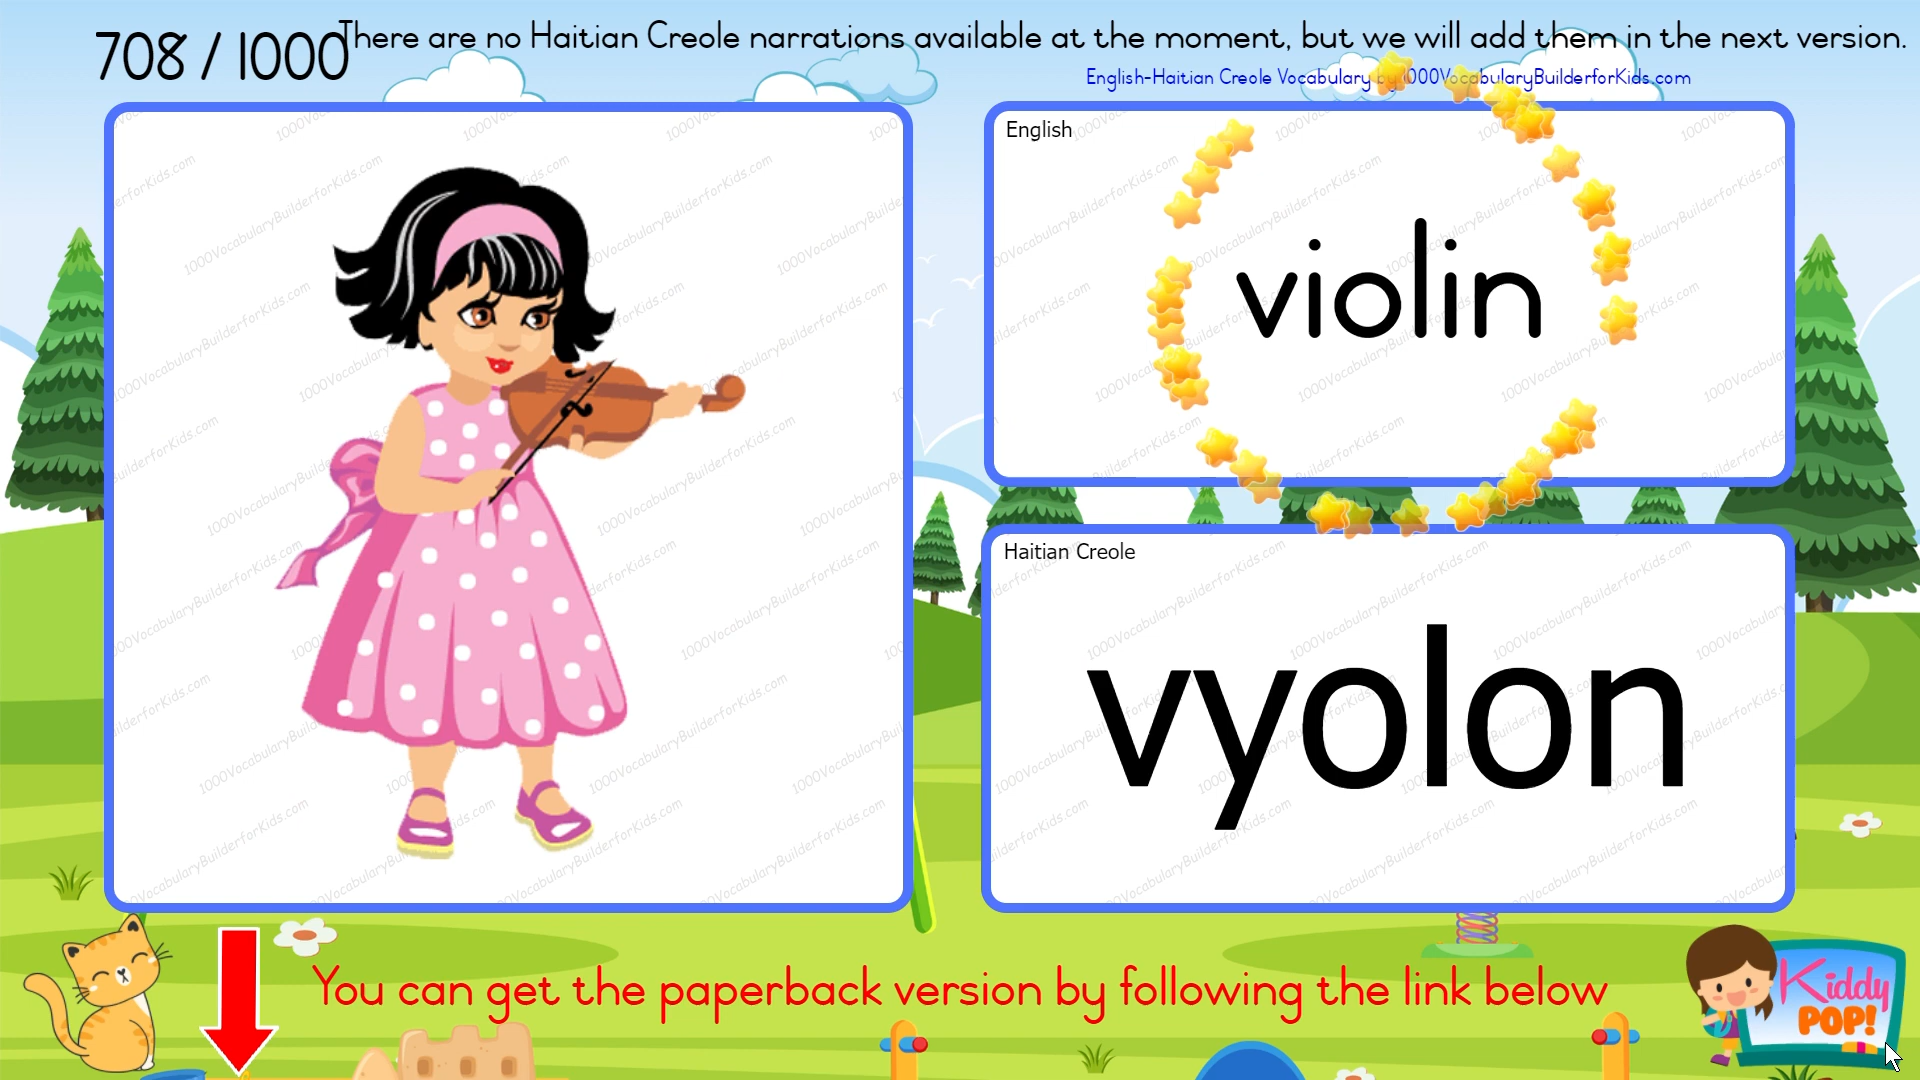 708 / 1000
There are no Haitian Creole narrations available at the moment, but we will add them in the next version.
English-Haitian Creole Vocabulary by 1000VocabularyBuilderforKids.com
English
violin
Haitian Creole
vyolon
You can get the paperback version by following the link below
Kiddy
POP!
1000VocabularyBuilderforKids.com